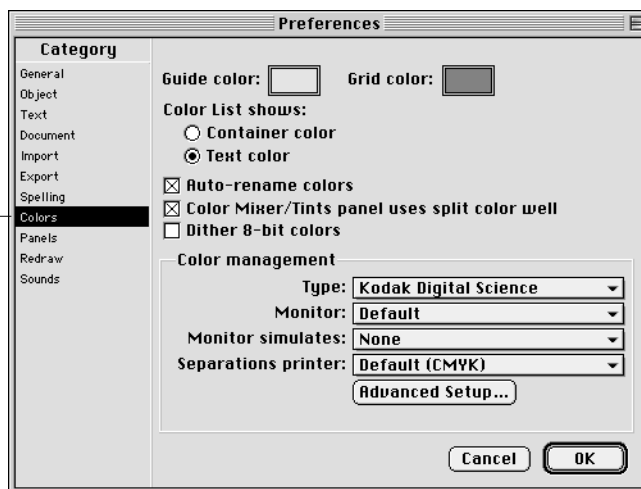 Preferences
Category
General
Object
Text
Document
Import
Export
Spelling
Colors
Panels
Redraw
Sounds
Guide color: Grid color:
Color List shows:
Container color
Text color
Auto-rename colors
Color Mixer/Tints panel uses split color well
Dither 8-bit colors
Color management
Type: Kodak Digital Science
Monitor: Default
Monitor simulates: None
Separations printer: Default (CMYK)
Advanced Setup...
Cancel OK